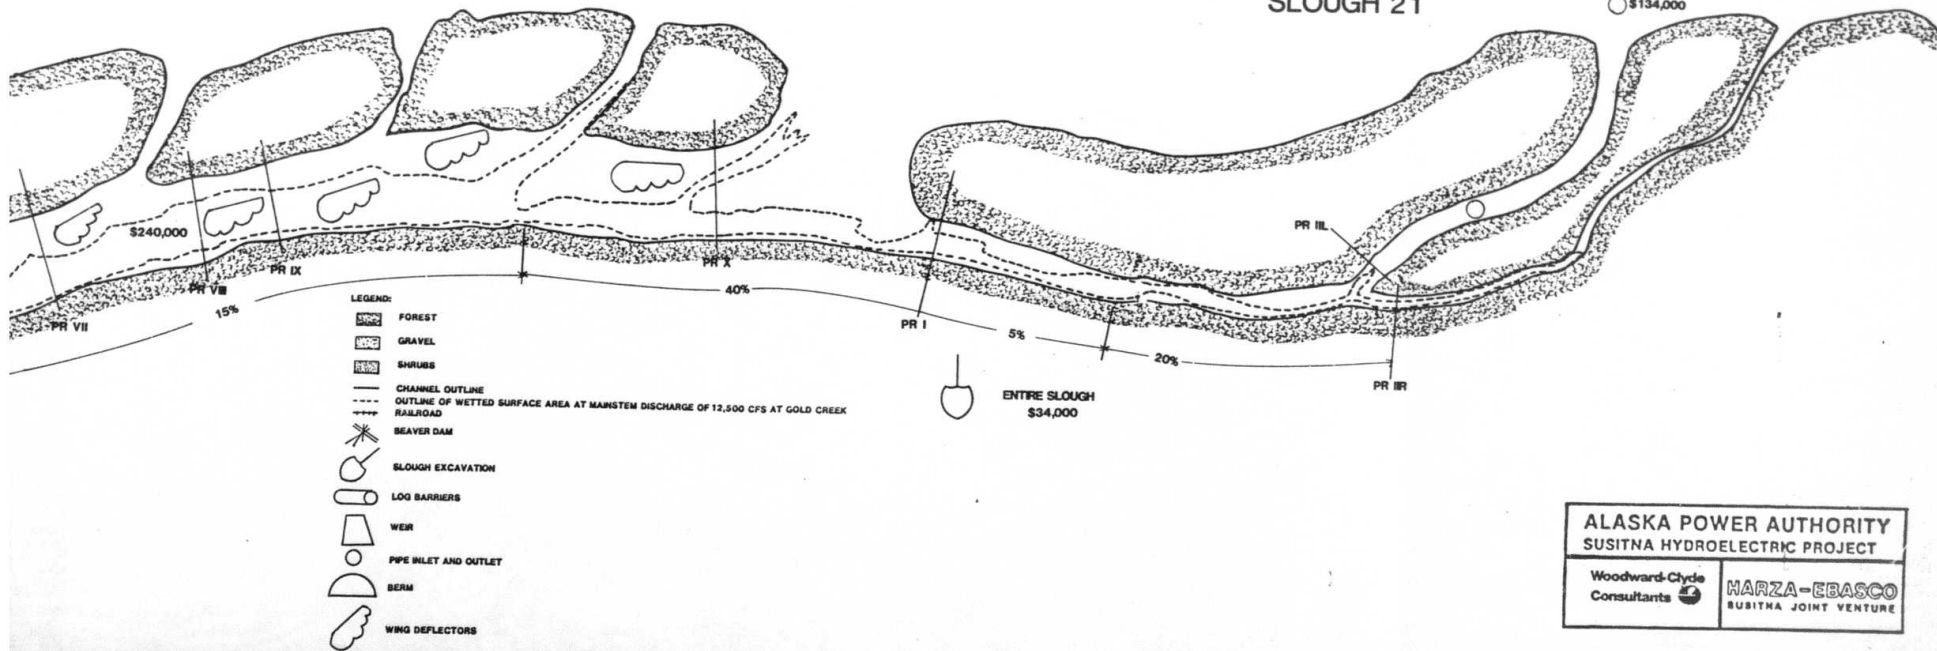 SLOUGH 21
$134,000
PR IIL
$240,000
PR IX
PR X
PR VIII
PR VII
15%
40%
PR I
5%
20%
PR IIR
LEGEND:
FOREST
GRAVEL
SHRUBS
CHANNEL OUTLINE
OUTLINE OF WETTED SURFACE AREA AT MAINSTEM DISCHARGE OF 12,500 CFS AT GOLD CREEK
RAILROAD
BEAVER DAM
SLOUGH EXCAVATION
LOG BARRIERS
WEIR
PIPE INLET AND OUTLET
BERM
WING DEFLECTORS
ENTIRE SLOUGH
$34,000
ALASKA POWER AUTHORITY
SUSITNA HYDROELECTRIC PROJECT
Woodward-Clyde
Consultants
HARZA-EBASCO
SUSITNA JOINT VENTURE